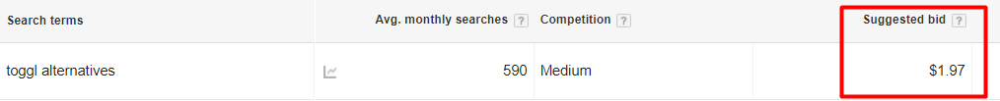 Search terms Avg. monthly searches ? Competition ? Suggested bid ?
toggl alternatives 590 Medium $1.97